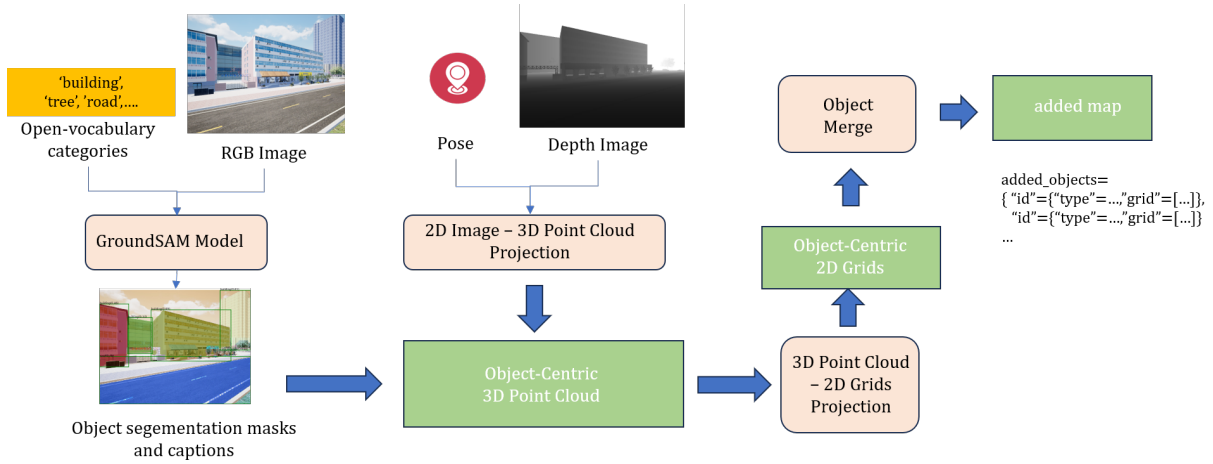 ‘building’,
‘tree’, ’road’,….
Open-vocabulary
categories
RGB Image
GroundSAM Model
Object segementation masks
and captions
Pose
Depth Image
2D Image – 3D Point Cloud
Projection
Object-Centric
3D Point Cloud
3D Point Cloud
– 2D Grids
Projection
Object-Centric
2D Grids
Object
Merge
added map
added_objects=
{ “id”={“type”=…,”grid”=[…]},
“id”={“type”=…,”grid”=[…]}
…